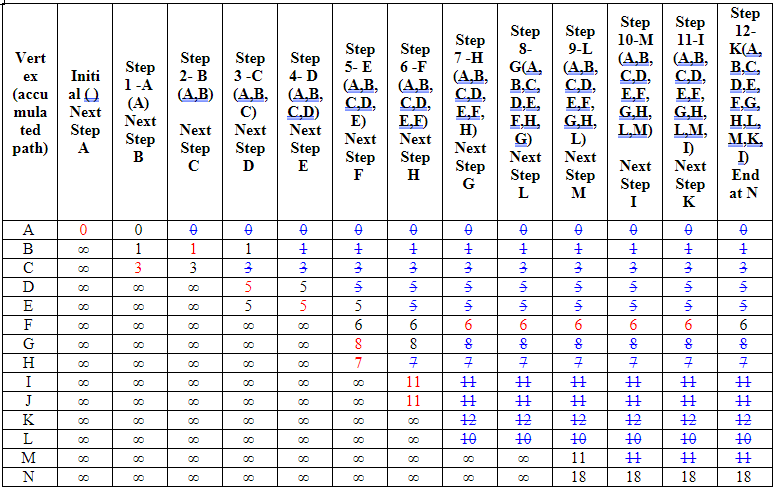 Vert
ex
(accu
mula
ted
path)
Initi
al ()
Next
Step
A
Step
1 -A
(A)
Next
Step
B
Step
2- B
(A,B)
Next
Step
C
Step
3 -C
(A,B,
C)
Next
Step
D
Step
4- D
(A,B,
C,D)
Next
Step
E
Step
5- E
(A,B,
C,D,
E)
Next
Step
F
Step
6 -F
(A,B,
C,D,
E,F)
Next
Step
H
Step
7 -H
(A,B,
C,D,
E,F,
H)
Next
Step
G
Step
8-
G(A,
B,C,
D,E,
F,H,
G)
Next
Step
L
Step
9-L
(A,B,
C,D,
E,F,
G,H,
L)
Next
Step
M
Step
10-M
(A,B,
C,D,
E,F,
G,H,
L,M)
Next
Step
I
Step
11-I
(A,B,
C,D,
E,F,
G,H,
L,M,
I)
Next
Step
K
Step
12-
K(A,
B,C,
D,E,
F,G,
H,L,
M,K,
I)
End
at N
A 0 0 0 0 0 0 0 0 0 0 0 0 0
B ∞ 1 1 1 1 1 1 1 1 1 1 1 1
C ∞ 3 3 3 3 3 3 3 3 3 3 3 3
D ∞ ∞ ∞ 5 5 5 5 5 5 5 5 5 5
E ∞ ∞ ∞ 5 5 5 5 5 5 5 5 5 5
F ∞ ∞ ∞ ∞ ∞ 6 6 6 6 6 6 6 6
G ∞ ∞ ∞ ∞ ∞ 8 8 8 8 8 8 8 8
H ∞ ∞ ∞ ∞ ∞ 7 7 7 7 7 7 7 7
I ∞ ∞ ∞ ∞ ∞ ∞ 11 11 11 11 11 11 11
J ∞ ∞ ∞ ∞ ∞ ∞ 11 11 11 11 11 11 11
K ∞ ∞ ∞ ∞ ∞ ∞ ∞ 12 12 12 12 12 12
L ∞ ∞ ∞ ∞ ∞ ∞ ∞ 10 10 10 10 10 10
M ∞ ∞ ∞ ∞ ∞ ∞ ∞ ∞ ∞ 11 11 11 11
N ∞ ∞ ∞ ∞ ∞ ∞ ∞ ∞ ∞ 18 18 18 18